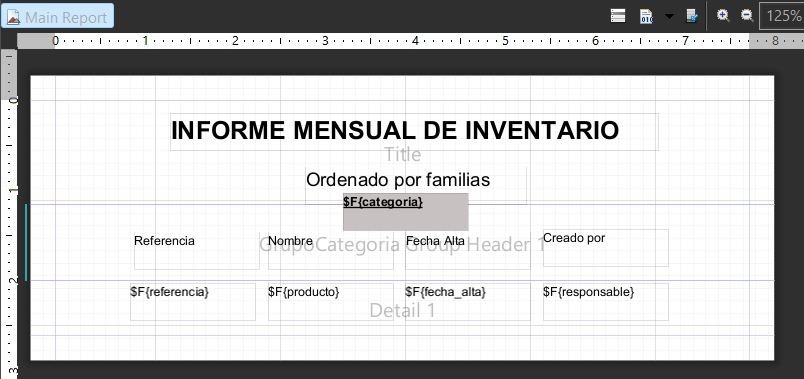 Main Report
125%
0 1 2 3 4 5 6 7 8
0
INFORME MENSUAL DE INVENTARIO
Title
Ordenado por familias
1
$F{categoria}
Referencia Nombre Fecha Alta Creado por
GrupoCategoria Group Header 1
2
$F{referencia} $F{producto} $F{fecha_alta} $F{responsable}
Detail 1
3